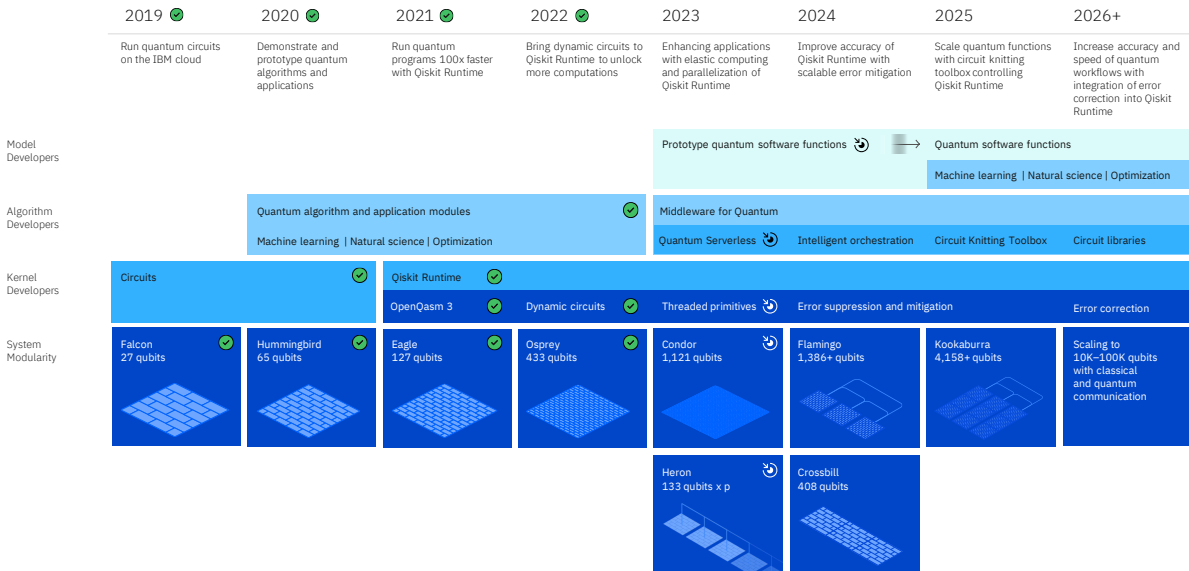 2019
2020
2021
2022
2023
2024
2025
2026+
Run quantum circuits
on the IBM cloud
Demonstrate and
prototype quantum
algorithms and
applications
Run quantum
programs 100x faster
with Qiskit Runtime
Bring dynamic circuits to
Qiskit Runtime to unlock
more computations
Enhancing applications
with elastic computing
and parallelization of
Qiskit Runtime
Improve accuracy of
Qiskit Runtime with
scalable error mitigation
Scale quantum functions
with circuit knitting
toolbox controlling
Qiskit Runtime
Increase accuracy and
speed of quantum
workflows with
integration of error
correction into Qiskit
Runtime
Model
Developers
Prototype quantum software functions
Quantum software functions
Machine learning | Natural science | Optimization
Algorithm
Developers
Quantum algorithm and application modules
Machine learning | Natural science | Optimization
Middleware for Quantum
Quantum Serverless
Intelligent orchestration
Circuit Knitting Toolbox
Circuit libraries
Kernel
Developers
Circuits
Qiskit Runtime
OpenQasm 3
Dynamic circuits
Threaded primitives
Error suppression and mitigation
Error correction
System
Modularity
Falcon
27 qubits
Hummingbird
65 qubits
Eagle
127 qubits
Osprey
433 qubits
Condor
1,121 qubits
Flamingo
1,386+ qubits
Kookaburra
4,158+ qubits
Scaling to
10K–100K qubits
with classical
and quantum
communication
Heron
133 qubits x p
Crossbill
408 qubits